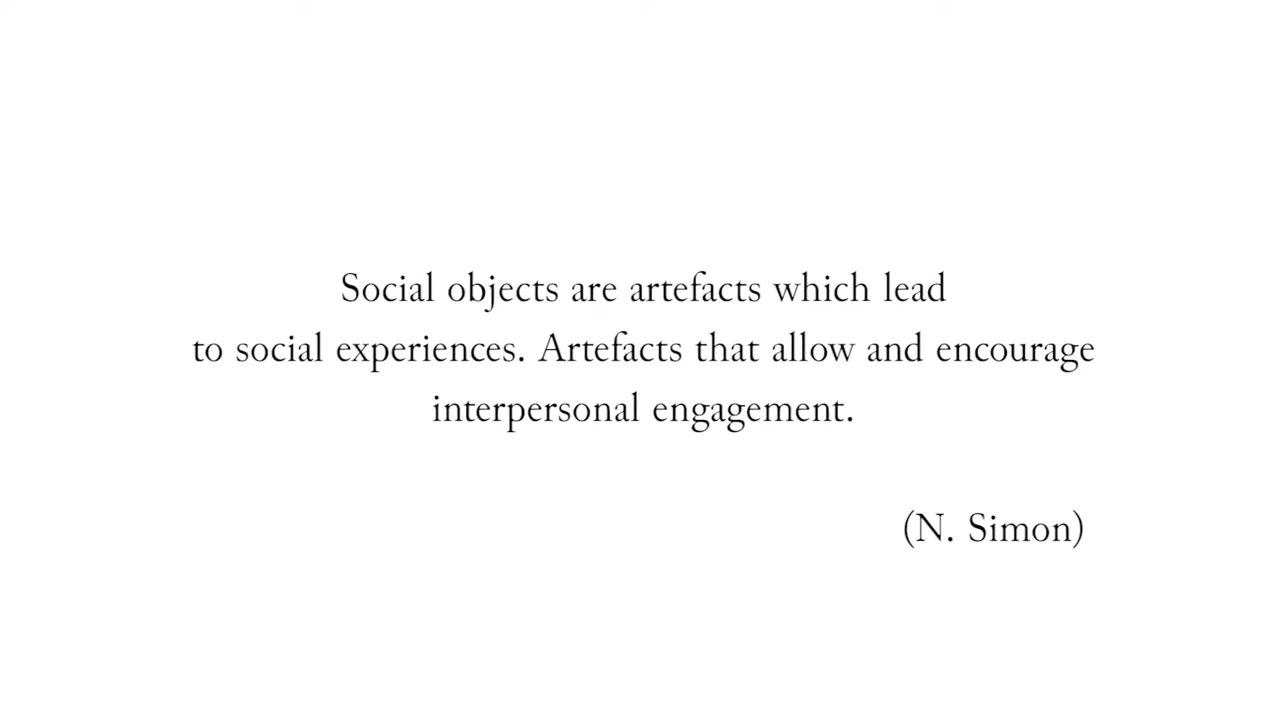 Social objects are artefacts which lead
to social experiences. Artefacts that allow and encourage
interpersonal engagement.
(N. Simon)